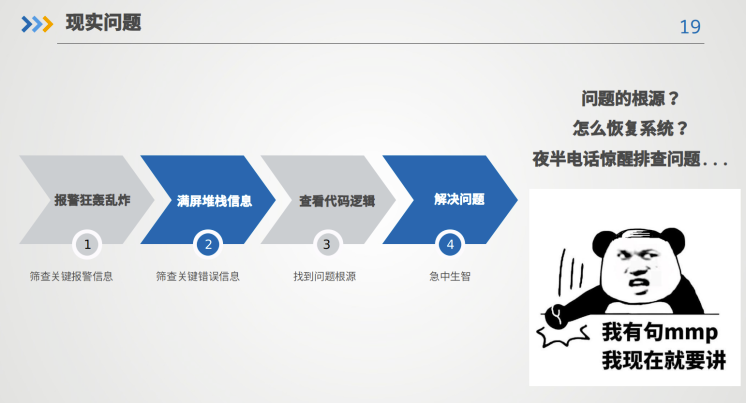 现实问题
19
问题的根源？
怎么恢复系统？
夜半电话惊醒排查问题...
报警狂轰乱炸
满屏堆栈信息
查看代码逻辑
解决问题
1
2
3
4
筛查关键报警信息
筛查关键错误信息
找到问题根源
急中生智
我有句mmp
我现在就要讲